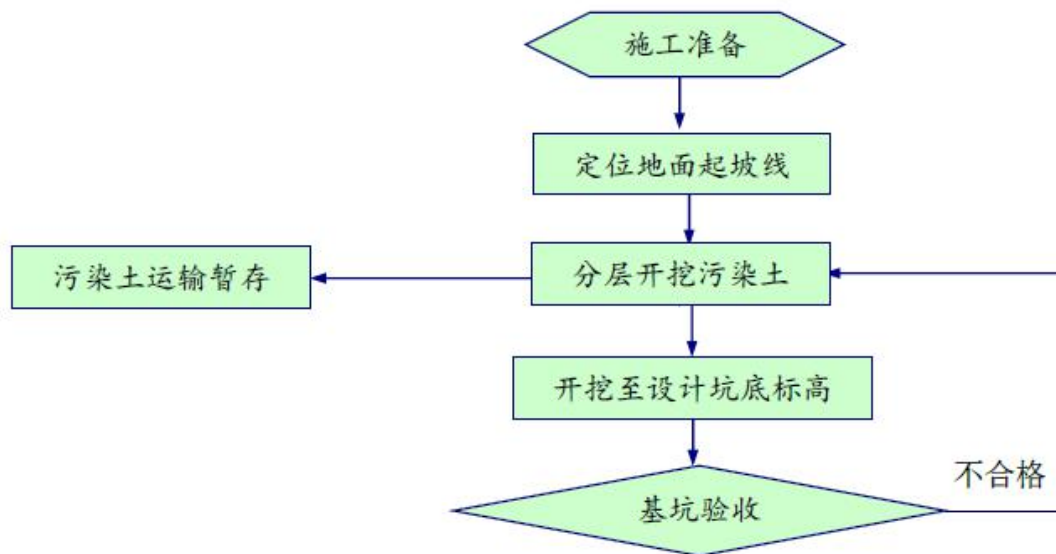 施工准备
定位地面起坡线
污染土运输暂存
分层开挖污染土
开挖至设计坑底标高
不合格
基坑验收